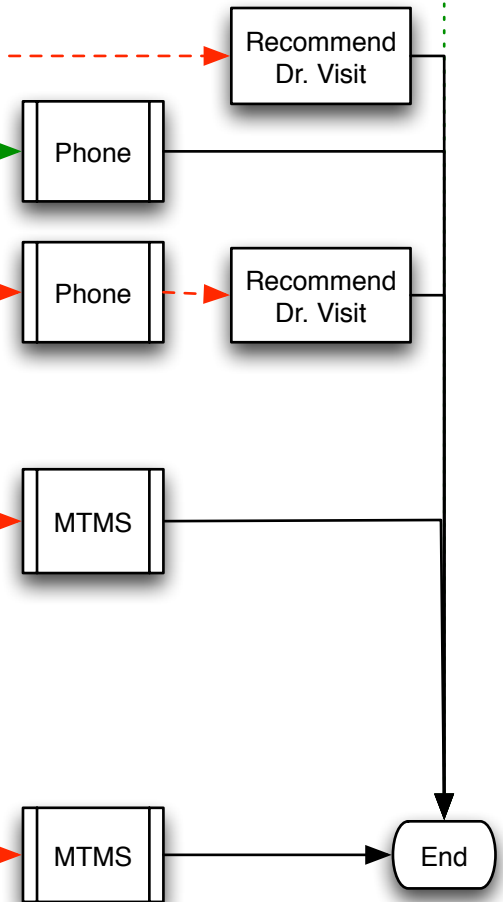 Recommend
Dr. Visit
Phone
Phone
Recommend
Dr. Visit
MTMS
MTMS
End